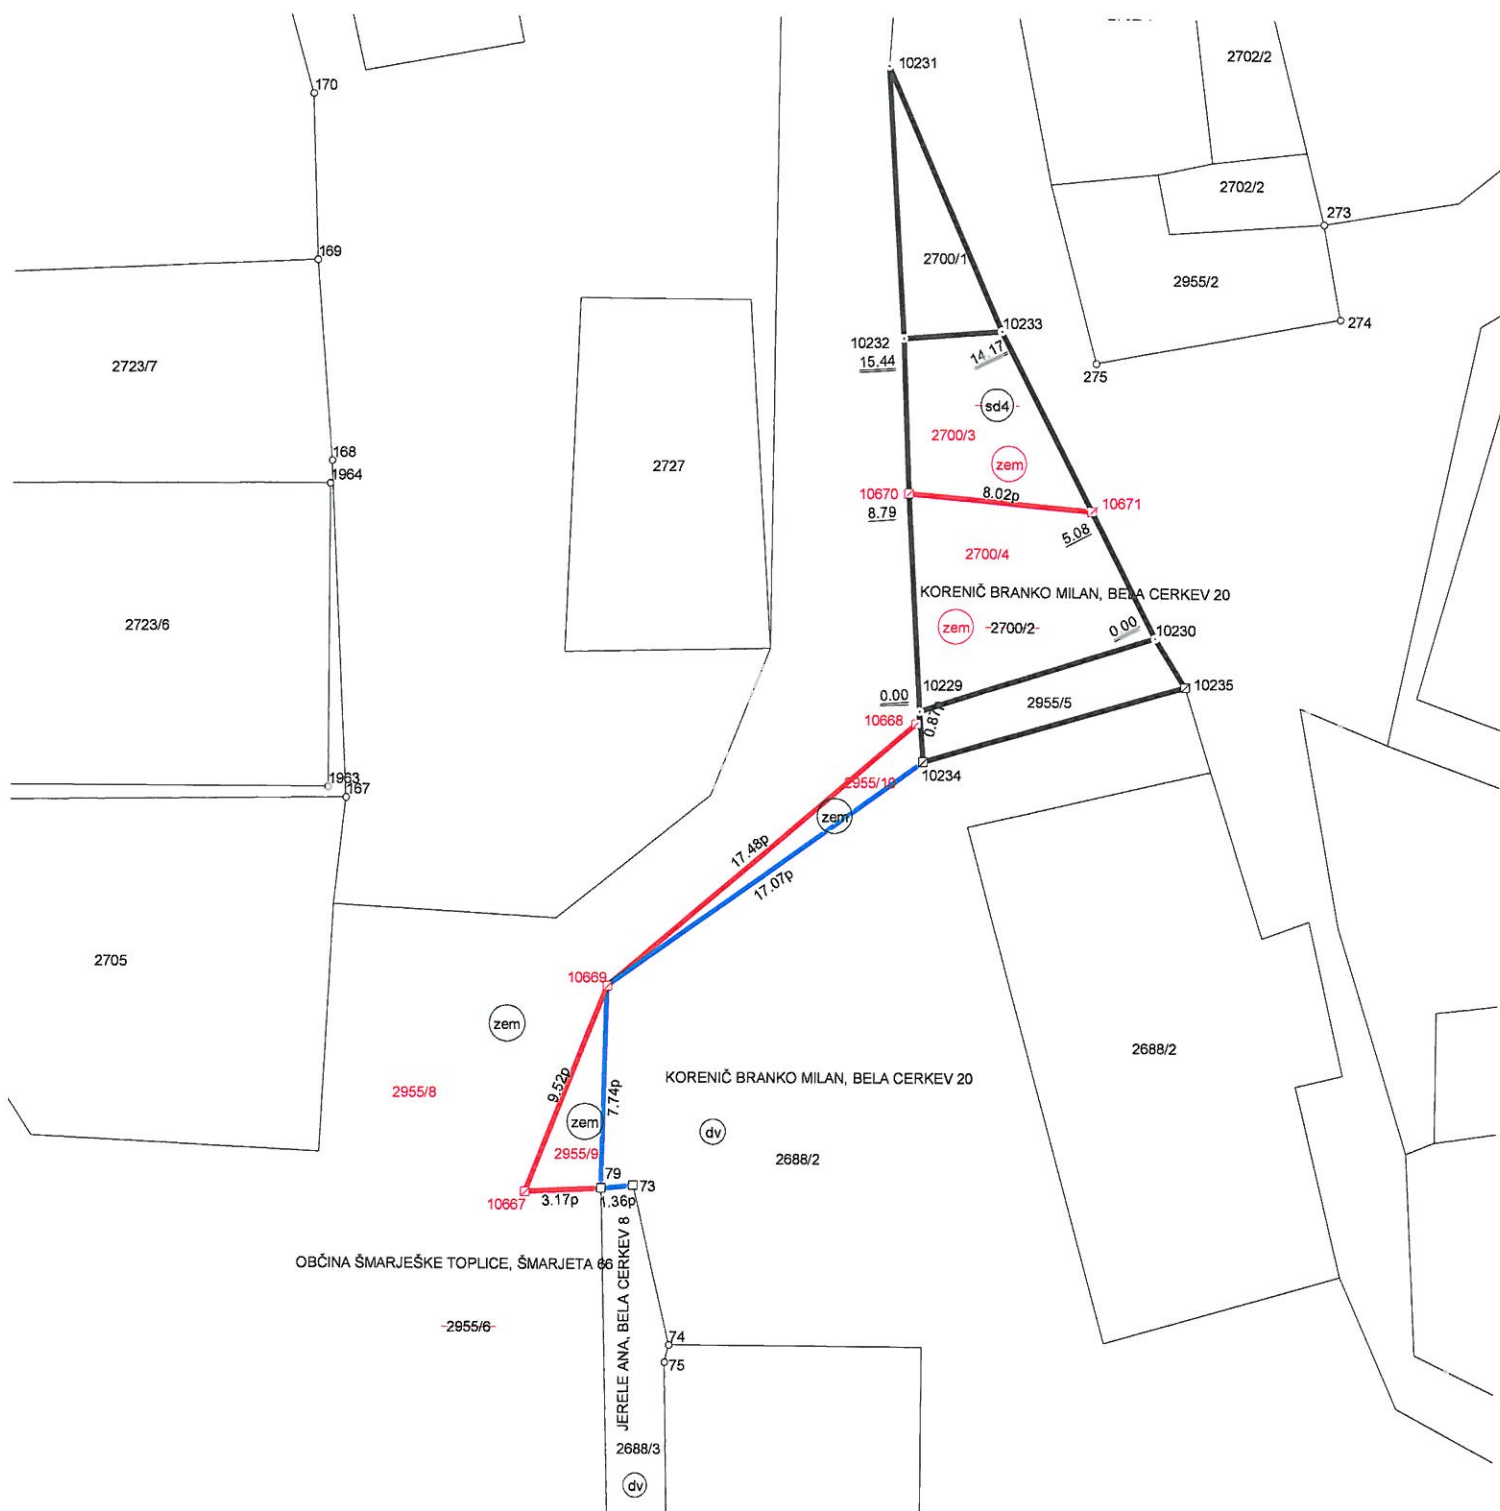 10231
2702/2
170
2702/2
273
169
2700/1
2955/2
10233
274
10232
14.17
15.44
2723/7
275
sd4
2700/3
168
2727
zem
1964
10670
8.02p
10671
8.79
5.08
2700/4
KORENIČ BRANKO MILAN, BELA CERKEV 20
2723/6
zem
2700/2
0.00
10230
10229
10235
0.00
2955/5
10668
0.87p
10234
1963
2955/10
167
zem
17.48p
17.07p
2705
10669
zem
2688/2
KORENIČ BRANKO MILAN, BELA CERKEV 20
2955/8
9.52p
7.74p
zem
dv
2955/9
2688/2
79
73
10667
3.17p
1.36p
OBČINA ŠMARJEŠKE TOPLICE, ŠMARJETA 66
JERELE ANA, BELA CERKEV 8
2955/6
74
75
2688/3
dv